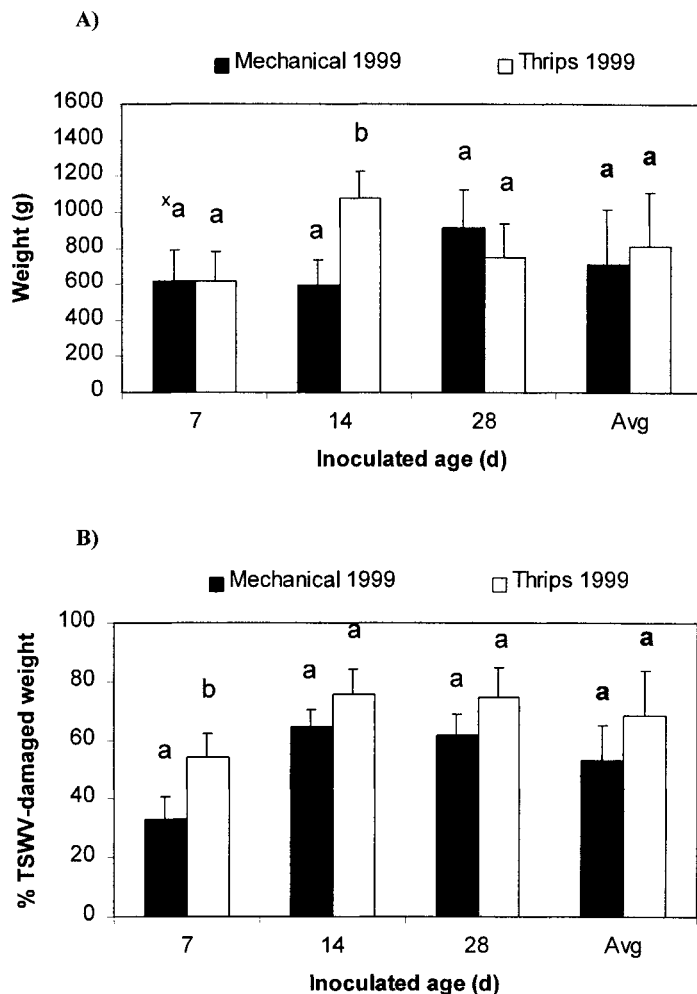 A)
Mechanical 1999 Thrips 1999
Weight (g)
1600
1400
1200
1000
800
600
400
200
0
xa a a b a a a a
7 14 28 Avg
Inoculated age (d)
B)
Mechanical 1999 Thrips 1999
% TSWV-damaged weight
100
80
60
40
20
0
a b a a a a a a
7 14 28 Avg
Inoculated age (d)